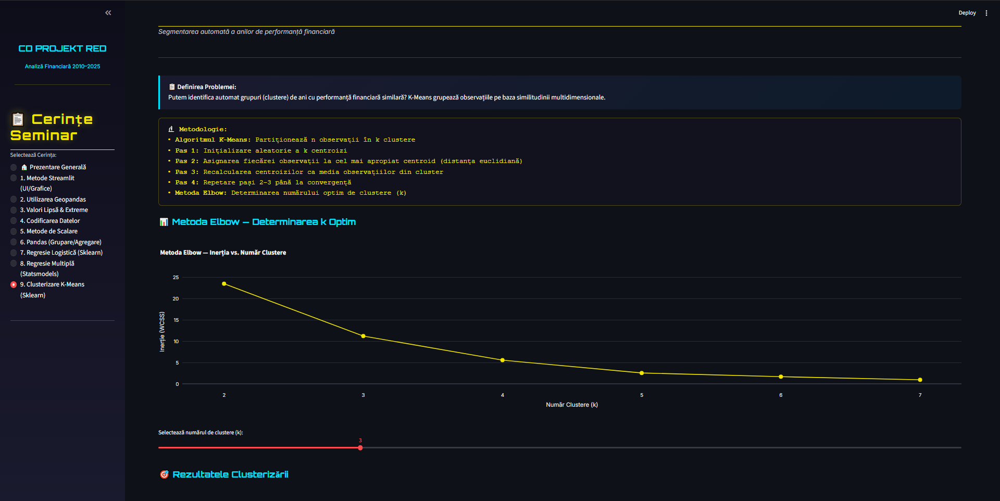 Deploy
CD PROJEKT RED
Analiză Financiară 2010–2025
📋 Cerințe
Seminar
Selectează Cerința:
🏠 Prezentare Generală
1. Metode Streamlit
(UI/Grafice)
2. Utilizarea Geopandas
3. Valori Lipsă & Extreme
4. Codificarea Datelor
5. Metode de Scalare
6. Pandas (Grupare/Agregare)
7. Regresie Logistică (Sklearn)
8. Regresie Multiplă
(Statsmodels)
9. Clusterizare K-Means
(Sklearn)
Segmentarea automată a anilor de performanță financiară
📋 Definirea Problemei:
Putem identifica automat grupuri (clustere) de ani cu performanță financiară similară? K-Means grupează observațiile pe baza similitudinii multidimensionale.
🔬 Metodologie:
• Algoritmul K-Means: Partiționează n observații în k clustere
• Pas 1: Inițializare aleatorie a k centroizi
• Pas 2: Asignarea fiecărei observații la cel mai apropiat centroid (distanța euclidiană)
• Pas 3: Recalcularea centroizilor ca media observațiilor din cluster
• Pas 4: Repetare pași 2-3 până la convergență
• Metoda Elbow: Determinarea numărului optim de clustere (k)
📊 Metoda Elbow — Determinarea k Optim
Metoda Elbow — Inerția vs. Număr Clustere
25
20
15
10
5
0
Inerție (WCSS)
2 3 4 5 6 7
Număr Clustere (k)
Selectează numărul de clustere (k):
3
🎯 Rezultatele Clusterizării